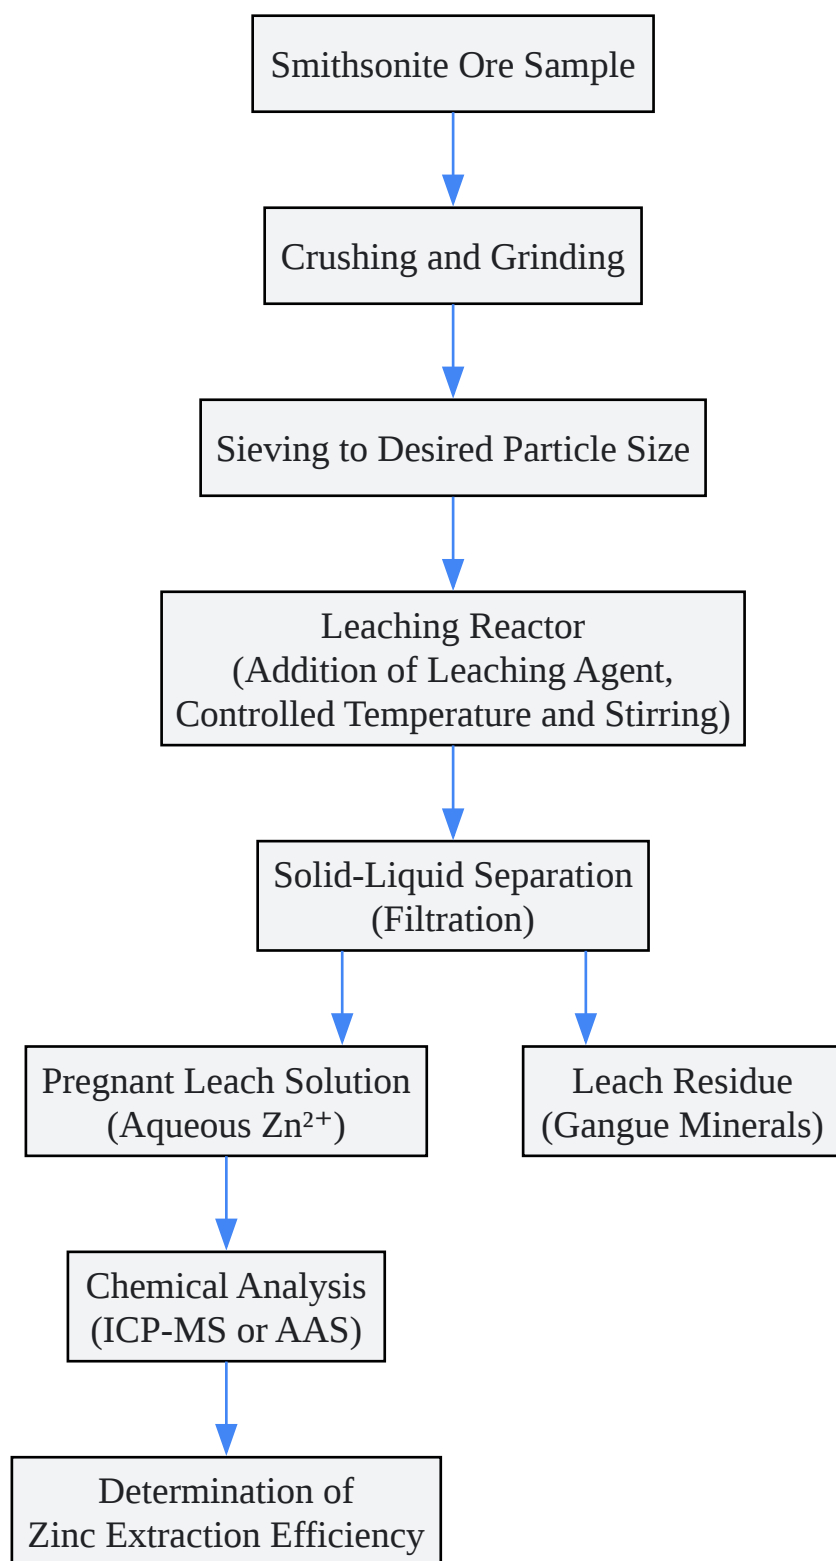 Smithsonite Ore Sample
Crushing and Grinding
Sieving to Desired Particle Size
Leaching Reactor
(Addition of Leaching Agent,
Controlled Temperature and Stirring)
Solid-Liquid Separation
(Filtration)
Pregnant Leach Solution
(Aqueous Zn²⁺)
Leach Residue
(Gangue Minerals)
Chemical Analysis
(ICP-MS or AAS)
Determination of
Zinc Extraction Efficiency